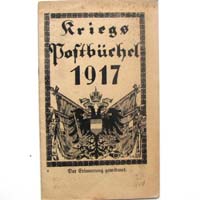 Kriegs
Postbüchel
1917
Der Erinnerung gewidmet.